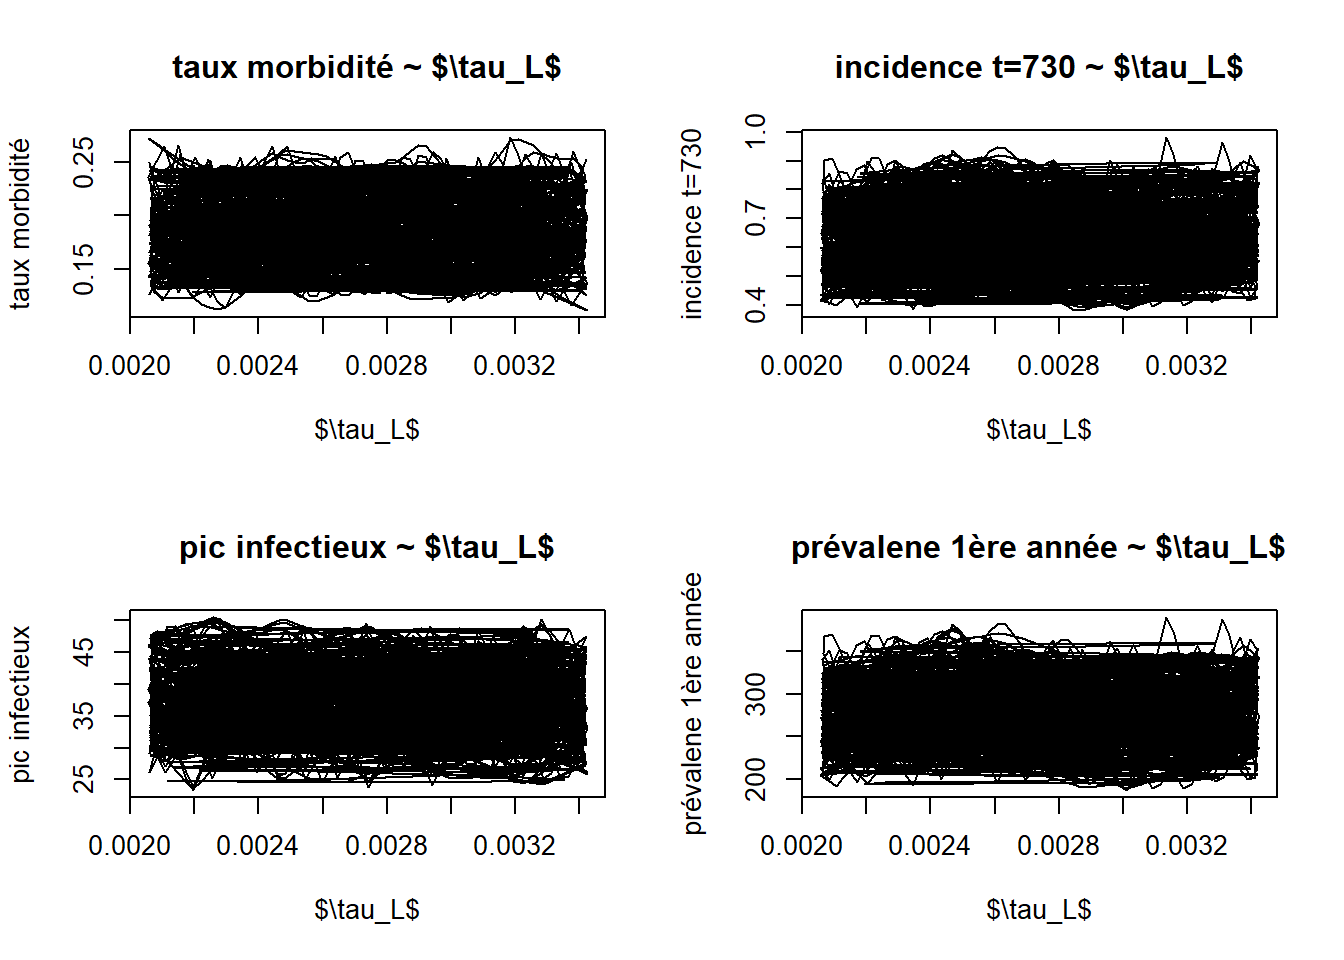 taux morbidité ~ $\tau_L$
taux morbidité
0.15 0.25
0.0020 0.0024 0.0028 0.0032
$\tau_L$
incidence t=730 ~ $\tau_L$
incidence t=730
0.4 0.7 1.0
0.0020 0.0024 0.0028 0.0032
$\tau_L$
pic infectieux ~ $\tau_L$
pic infectieux
25 35 45
0.0020 0.0024 0.0028 0.0032
$\tau_L$
prévalene 1ère année ~ $\tau_L$
prévalene 1ère année
200 300
0.0020 0.0024 0.0028 0.0032
$\tau_L$